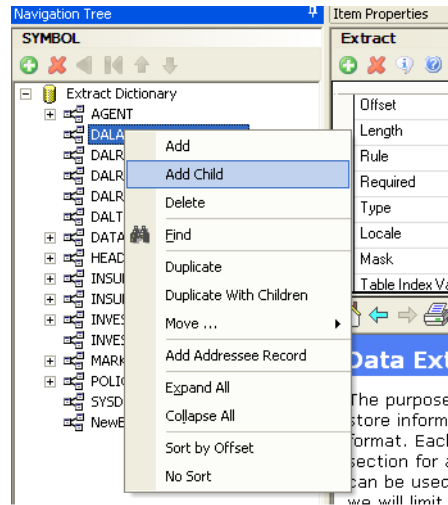 Navigation Tree
Item Properties
SYMBOL
Extract
Extract Dictionary
AGENT
DALA
DALR
DALR
DALR
DALT
DATA
HEAD
INSU
INSU
INVES
INVES
MARK
POLIC
SYSD
NewE
Add
Add Child
Delete
Find
Duplicate
Duplicate With Children
Move ...
Add Addressee Record
Expand All
Collapse All
Sort by Offset
No Sort
Offset
Length
Rule
Required
Type
Locale
Mask
Table Index Va
Data Ext
The purpose
store inform
format. Each
section for a
can be used
we will limit